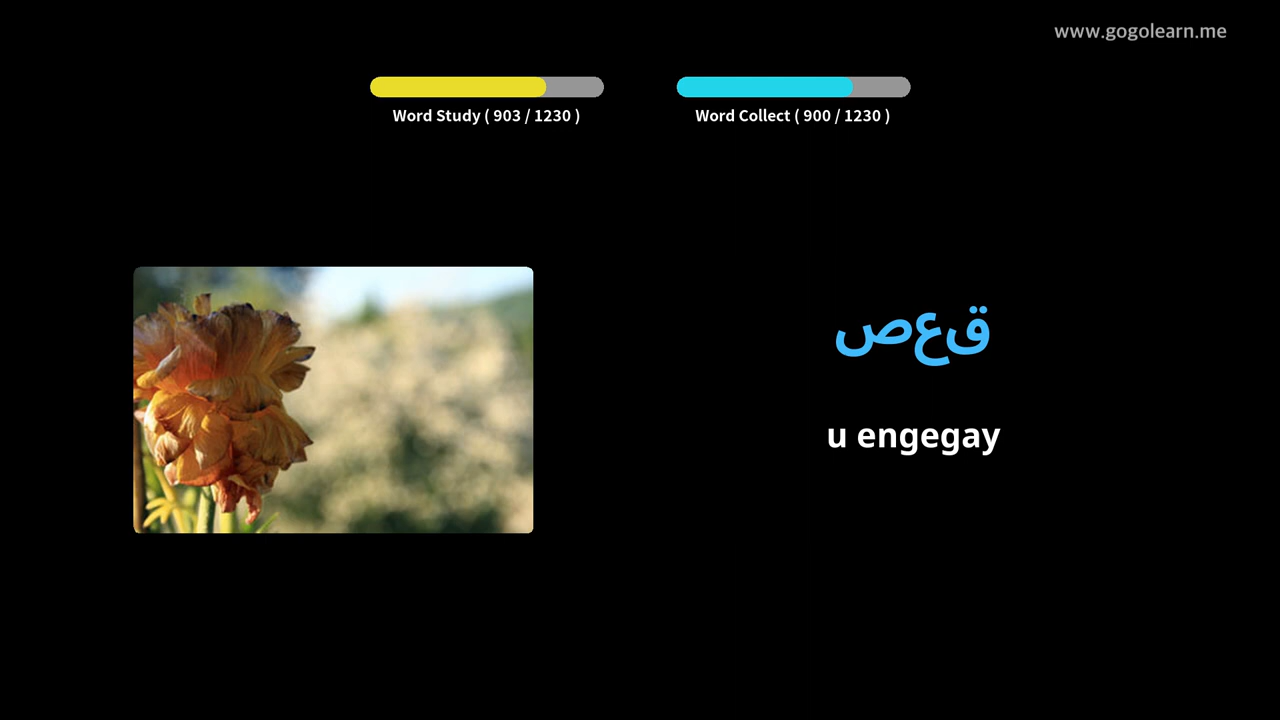 www.gogolearn.me
Word Study ( 903 / 1230 )
Word Collect ( 900 / 1230 )
قعص
u engegay